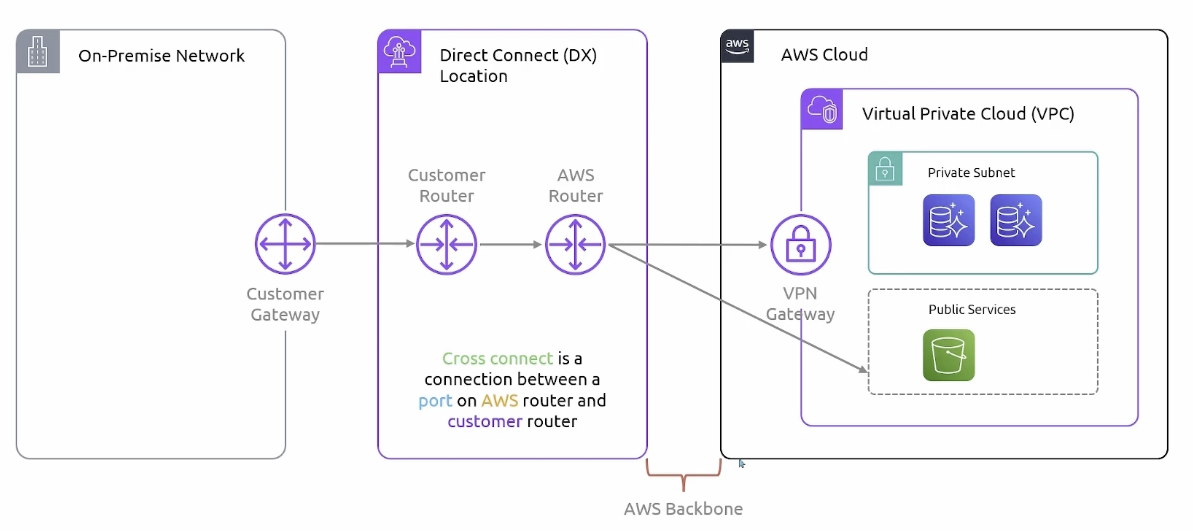 On-Premise Network
Direct Connect (DX)
Location
aws
AWS Cloud
Virtual Private Cloud (VPC)
Private Subnet
Customer
Router
AWS
Router
Customer
Gateway
VPN
Gateway
Public Services
Cross connect is a
connection between a
port on AWS router and
customer router
AWS Backbone